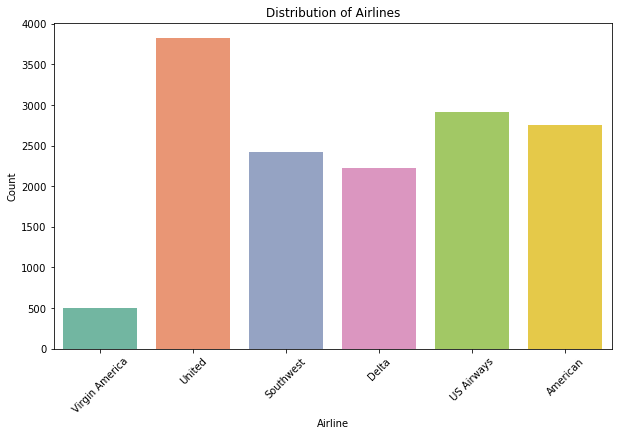 Distribution of Airlines
4000
3500
3000
2500
2000
1500
1000
500
0
Count
Virgin America
United
Southwest
Delta
US Airways
American
Airline